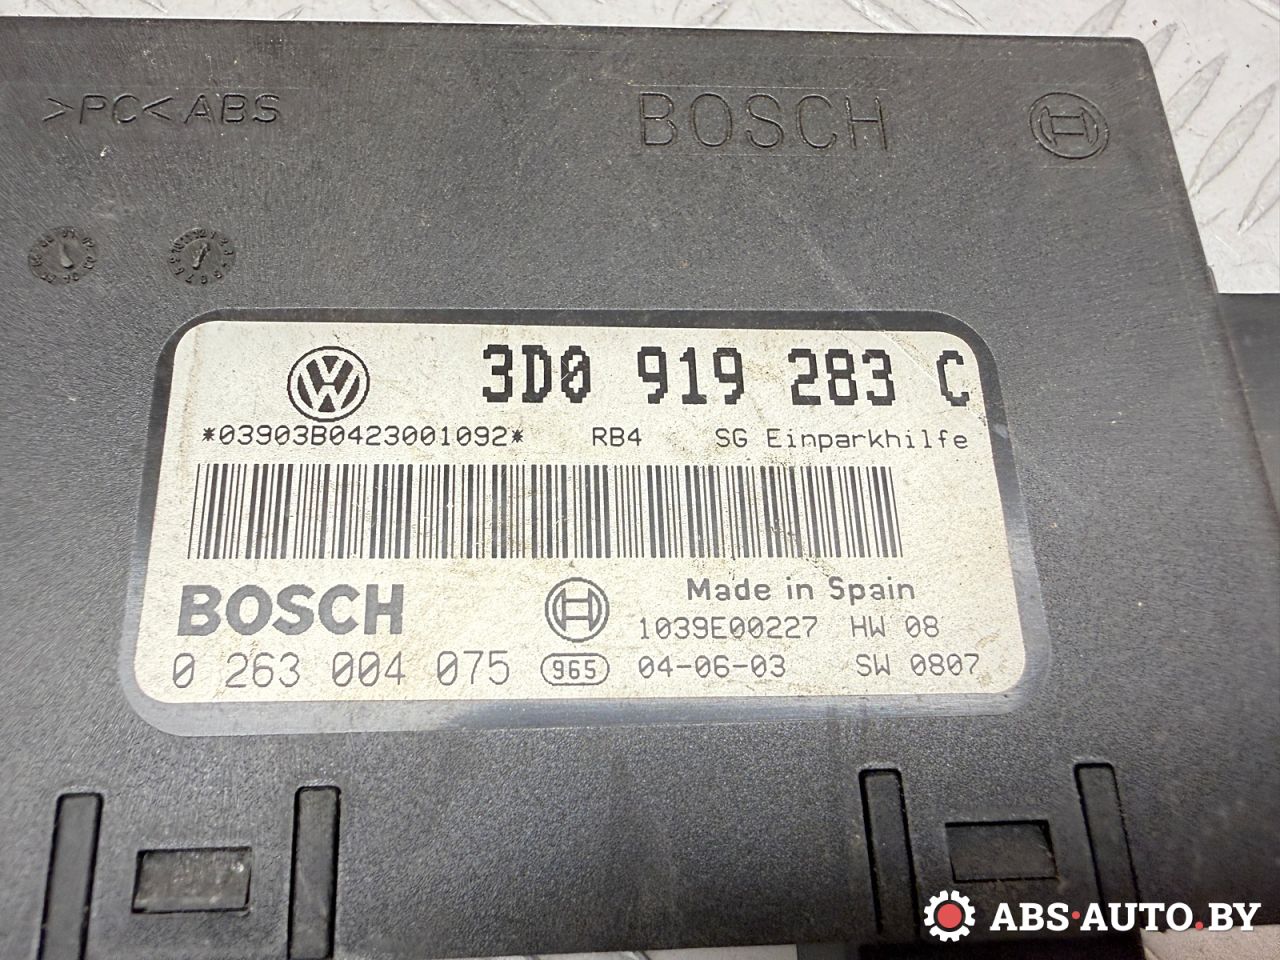 >PC<ABS
BOSCH
3D0 919 283 C
*03903B0423001092* RB4 SG Einparkhilfe
BOSCH
Made in Spain
1039E00227 HW 08
0 263 004 075 965 04-06-03 SW 0807
ABS·AUTO.BY